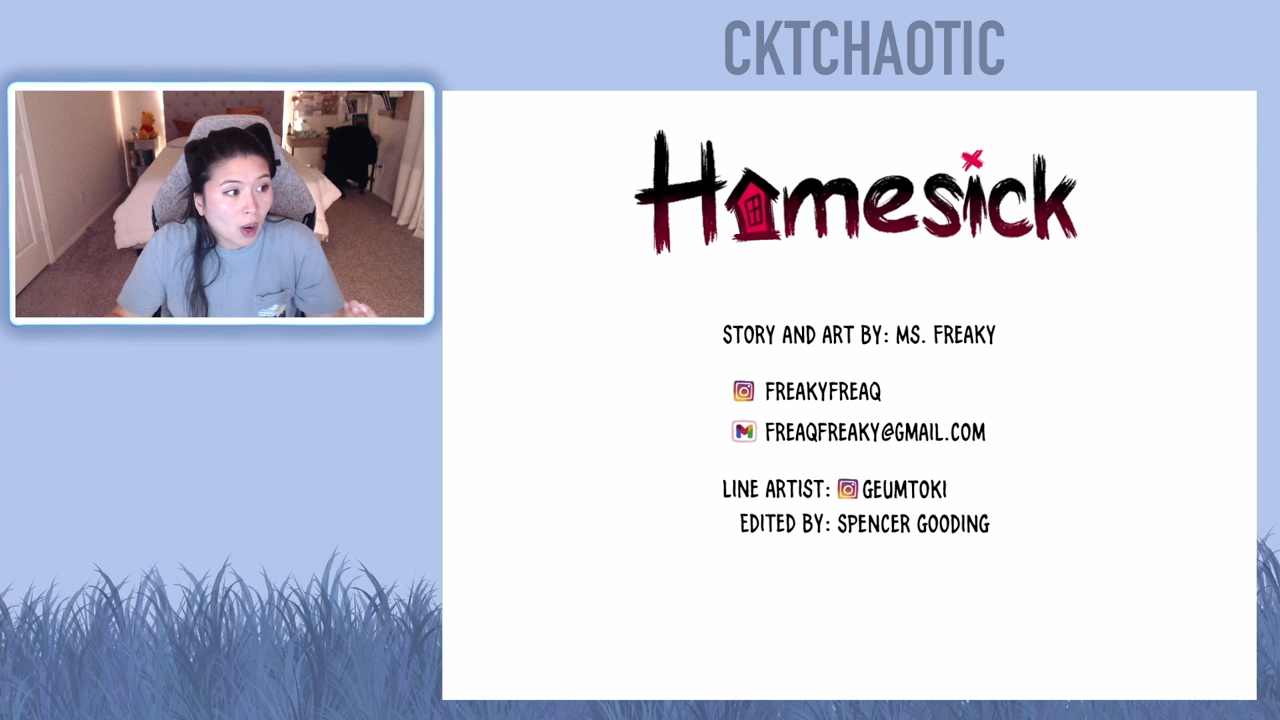 CKTCHAOTIC
Homesick
STORY AND ART BY: MS. FREAKY
FREAKYFREAQ
FREAQFREAKY@GMAIL.COM
LINE ARTIST: GEUMTOKI
EDITED BY: SPENCER GOODING